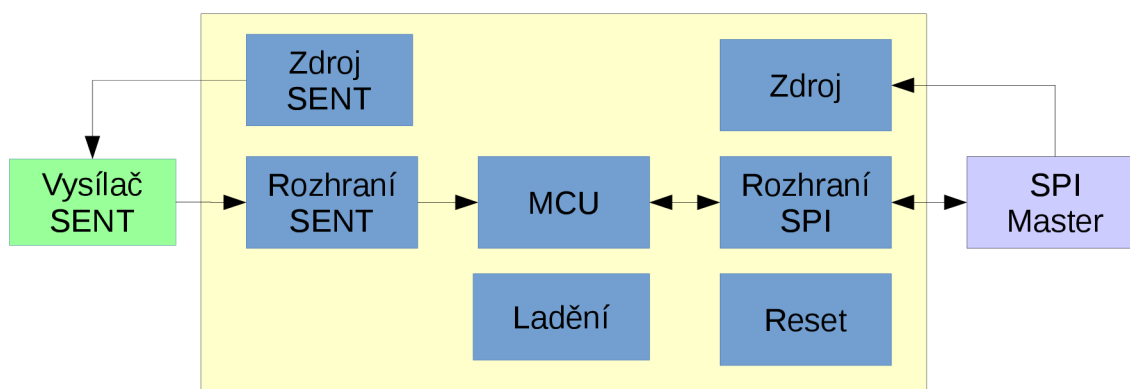 Zdroj
SENT
Zdroj
Vysílač
SENT
Rozhraní
SENT
MCU
Rozhraní
SPI
SPI
Master
Ladění
Reset